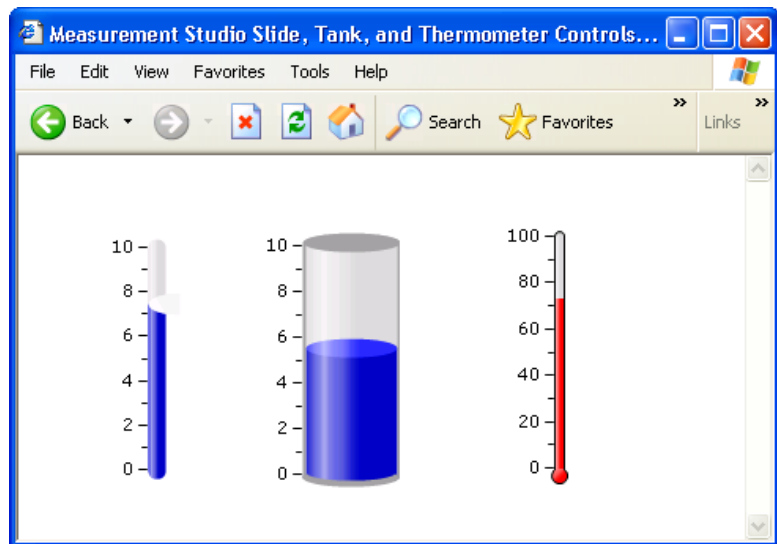 Measurement Studio Slide, Tank, and Thermometer Controls...
File Edit View Favorites Tools Help
Back Search Favorites » Links »
10 10 100
8 8 80
6 6 60
4 4 40
2 2 20
0 0 0